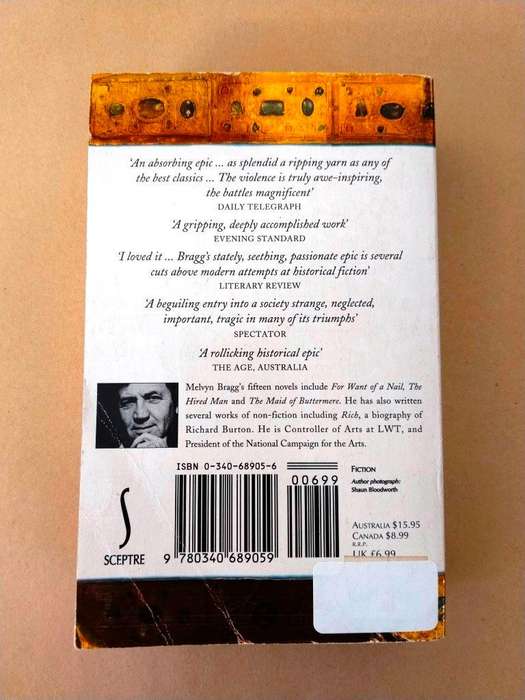 ‘An absorbing epic ... as splendid a ripping yarn as any of
the best classics ... The violence is truly awe-inspiring,
the battles magnificent’
DAILY TELEGRAPH
‘A gripping, deeply accomplished work’
EVENING STANDARD
‘I loved it ... Bragg’s stately, seething, passionate epic is several
cuts above modern attempts at historical fiction’
LITERARY REVIEW
‘A beguiling entry into a society strange, neglected,
important, tragic in many of its triumphs’
SPECTATOR
‘A rollicking historical epic’
THE AGE, AUSTRALIA
Melvyn Bragg’s fifteen novels include For Want of a Nail, The
Hired Man and The Maid of Buttermere. He has also written
several works of non-fiction including Rich, a biography of
Richard Burton. He is Controller of Arts at LWT, and
President of the National Campaign for the Arts.
ISBN 0-340-68905-6
00699
9 780340 689059
SCEPTRE
FICTION
Author photograph:
Shaun Bloodworth
AUSTRALIA $15.95
CANADA $8.99
R.R.P.
UK £6.99